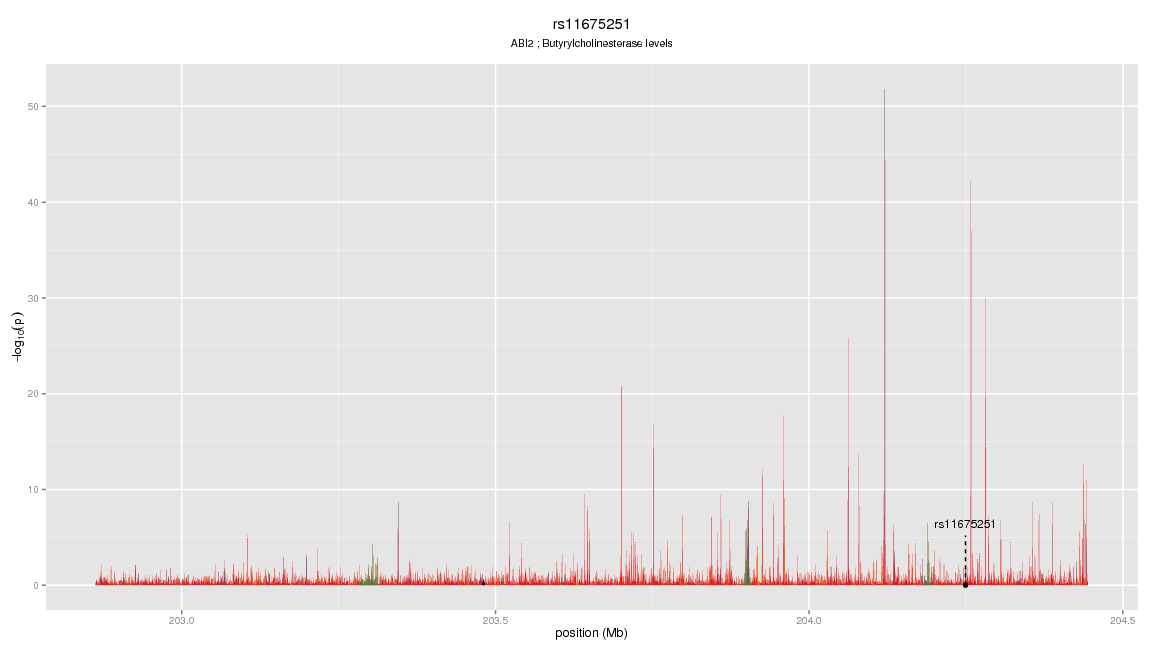 rs11675251
ABI2 ; Butyrylcholinesterase levels
50
40
30
20
10
0
−log10(p)
rs11675251
203.0 203.5 204.0 204.5
position (Mb)